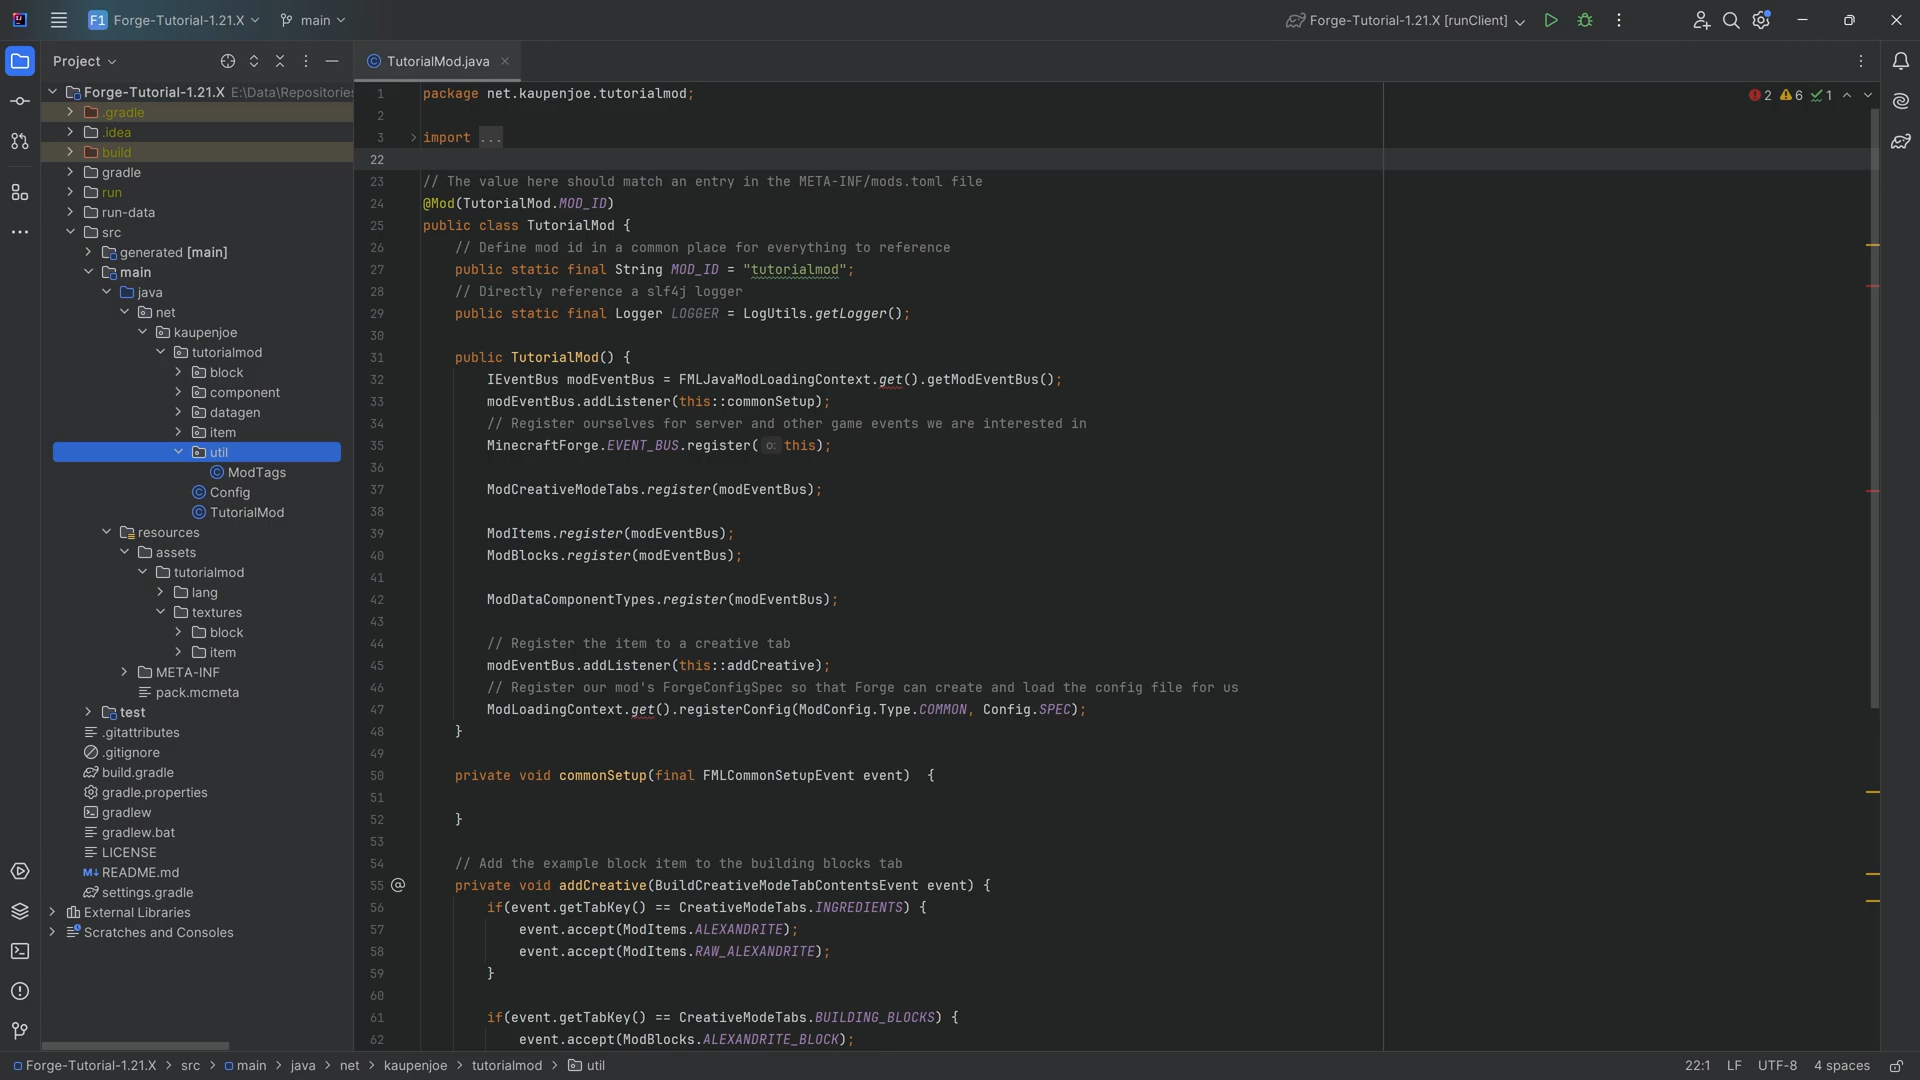 F1 Forge-Tutorial-1.21.X main Forge-Tutorial-1.21.X [runClient]
Project
TutorialMod.java
Forge-Tutorial-1.21.X E:\Data\Repositories
.gradle
.idea
build
gradle
run
run-data
src
generated [main]
main
java
net
kaupenjoe
tutorialmod
block
component
datagen
item
util
ModTags
Config
TutorialMod
resources
assets
tutorialmod
lang
textures
block
item
META-INF
pack.mcmeta
test
.gitattributes
.gitignore
build.gradle
gradle.properties
gradlew
gradlew.bat
LICENSE
M↓ README.md
settings.gradle
External Libraries
Scratches and Consoles
2 6 1
1 package net.kaupenjoe.tutorialmod;
2
3 import ...
22
23 // The value here should match an entry in the META-INF/mods.toml file
24 @Mod(TutorialMod.MOD_ID)
25 public class TutorialMod {
26 // Define mod id in a common place for everything to reference
27 public static final String MOD_ID = "tutorialmod";
28 // Directly reference a slf4j logger
29 public static final Logger LOGGER = LogUtils.getLogger();
30
31 public TutorialMod() {
32 IEventBus modEventBus = FMLJavaModLoadingContext.get().getModEventBus();
33 modEventBus.addListener(this::commonSetup);
34 // Register ourselves for server and other game events we are interested in
35 MinecraftForge.EVENT_BUS.register( o: this);
36
37 ModCreativeModeTabs.register(modEventBus);
38
39 ModItems.register(modEventBus);
40 ModBlocks.register(modEventBus);
41
42 ModDataComponentTypes.register(modEventBus);
43
44 // Register the item to a creative tab
45 modEventBus.addListener(this::addCreative);
46 // Register our mod's ForgeConfigSpec so that Forge can create and load the config file for us
47 ModLoadingContext.get().registerConfig(ModConfig.Type.COMMON, Config.SPEC);
48 }
49
50 private void commonSetup(final FMLCommonSetupEvent event) {
51
52 }
53
54 // Add the example block item to the building blocks tab
55 @ private void addCreative(BuildCreativeModeTabContentsEvent event) {
56 if(event.getTabKey() == CreativeModeTabs.INGREDIENTS) {
57 event.accept(ModItems.ALEXANDRITE);
58 event.accept(ModItems.RAW_ALEXANDRITE);
59 }
60
61 if(event.getTabKey() == CreativeModeTabs.BUILDING_BLOCKS) {
62 event.accept(ModBlocks.ALEXANDRITE_BLOCK);
Forge-Tutorial-1.21.X > src > main > java > net > kaupenjoe > tutorialmod > util 22:1 LF UTF-8 4 spaces